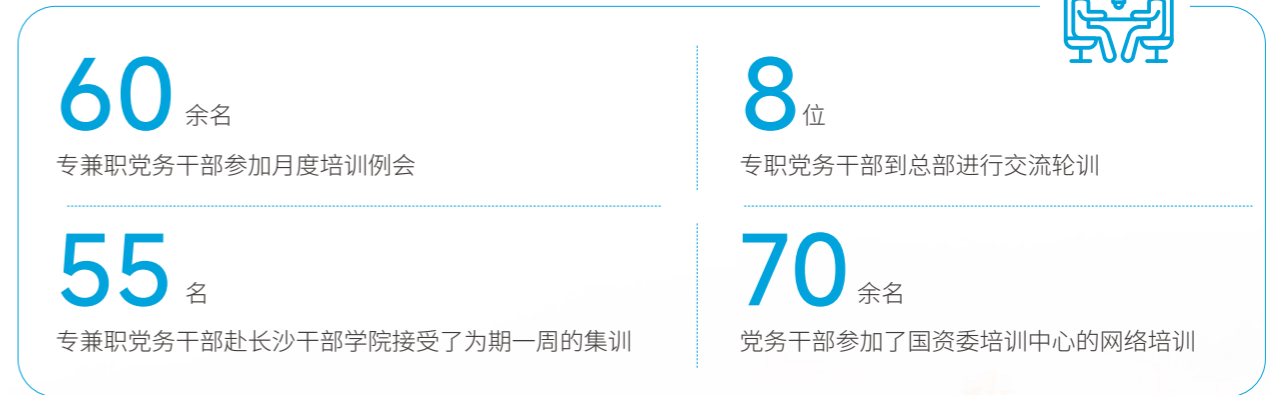 60 余名
专兼职党务干部参加月度培训例会
8 位
专职党务干部到总部进行交流轮训
55 名
专兼职党务干部赴长沙干部学院接受了为期一周的集训
70 余名
党务干部参加了国资委培训中心的网络培训